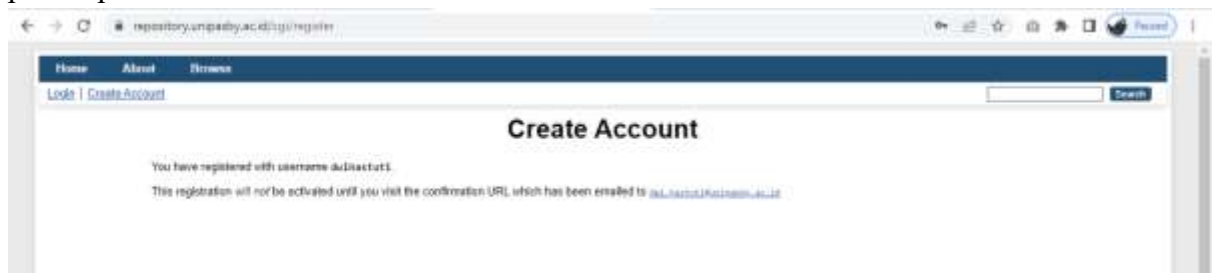 repository.unipasby.ac.id/cgi/register
Paused
Home About Browse
Login | Create Account
Search
Create Account
You have registered with username
This registration will not be activated until you visit the confirmation URL, which has been emailed to